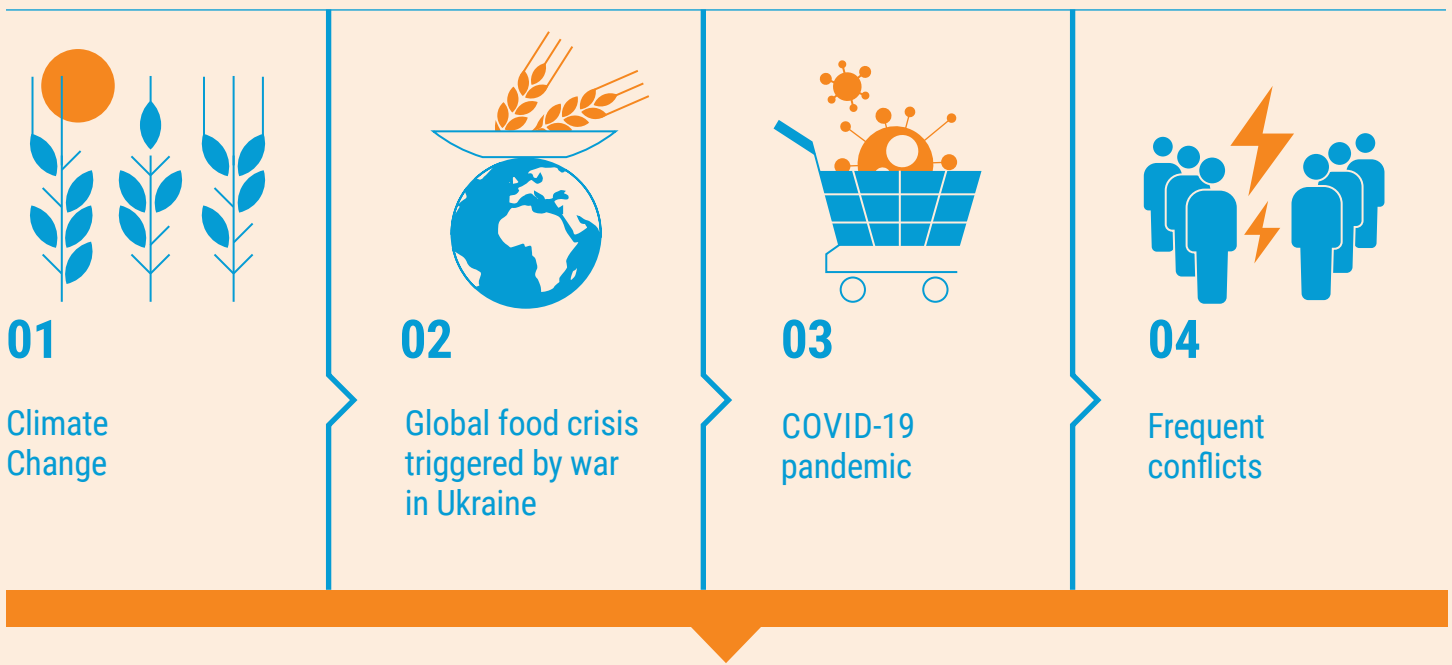 01
Climate
Change
02
Global food crisis
triggered by war
in Ukraine
03
COVID-19
pandemic
04
Frequent
conflicts